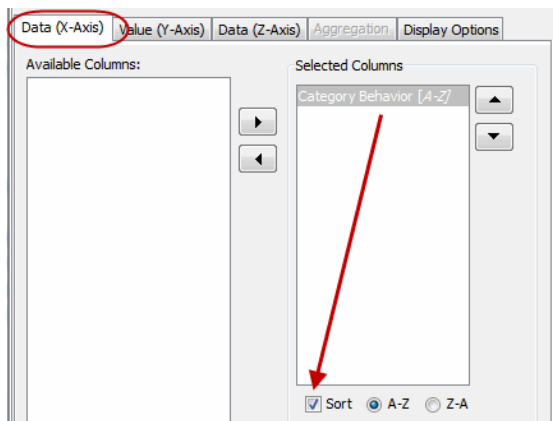 Data (X-Axis) Value (Y-Axis) Data (Z-Axis) Aggregation Display Options
Available Columns:
Selected Columns
Category Behavior [A-Z]
Sort A-Z Z-A